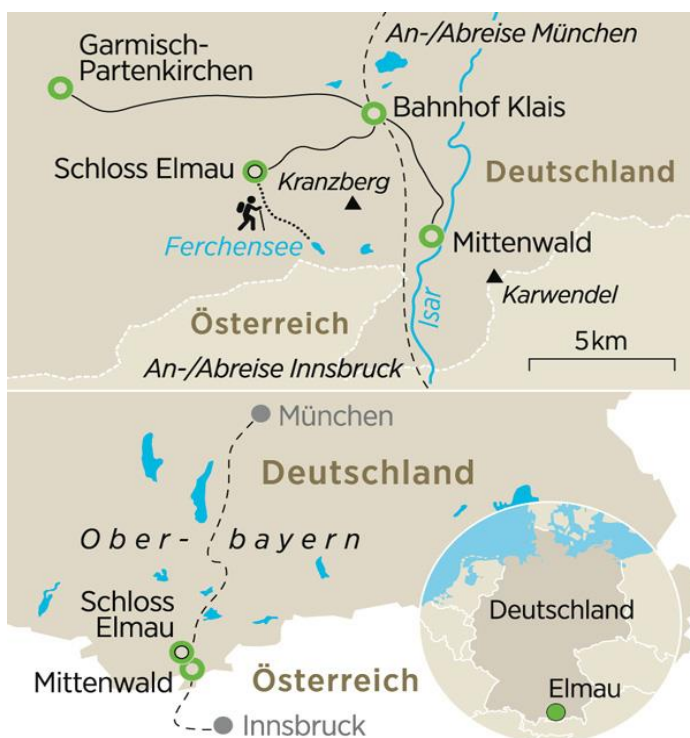 Garmisch-
Partenkirchen
An-/Abreise München
Bahnhof Klais
Schloss Elmau
Kranzberg
Deutschland
Ferchensee
Mittenwald
Isar
Karwendel
Österreich
An-/Abreise Innsbruck
5 km
München
Deutschland
Ober- bayern
Schloss
Elmau
Mittenwald
Österreich
Innsbruck
Deutschland
Elmau